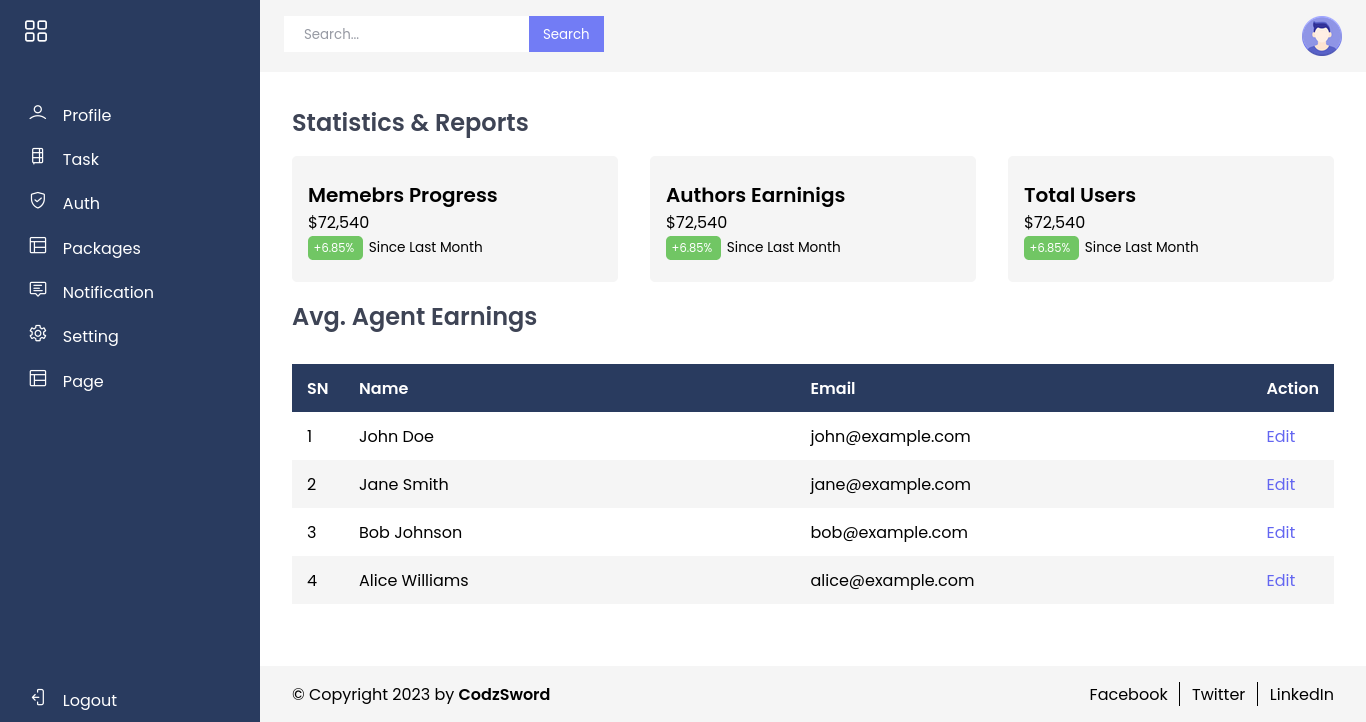 Search...
Search
Profile
Task
Auth
Packages
Notification
Setting
Page
Logout
Statistics & Reports
Memebrs Progress
$72,540
+6.85% Since Last Month
Authors Earninigs
$72,540
+6.85% Since Last Month
Total Users
$72,540
+6.85% Since Last Month
Avg. Agent Earnings
SN Name Email Action
1 John Doe john@example.com Edit
2 Jane Smith jane@example.com Edit
3 Bob Johnson bob@example.com Edit
4 Alice Williams alice@example.com Edit
© Copyright 2023 by CodzSword
Facebook Twitter LinkedIn